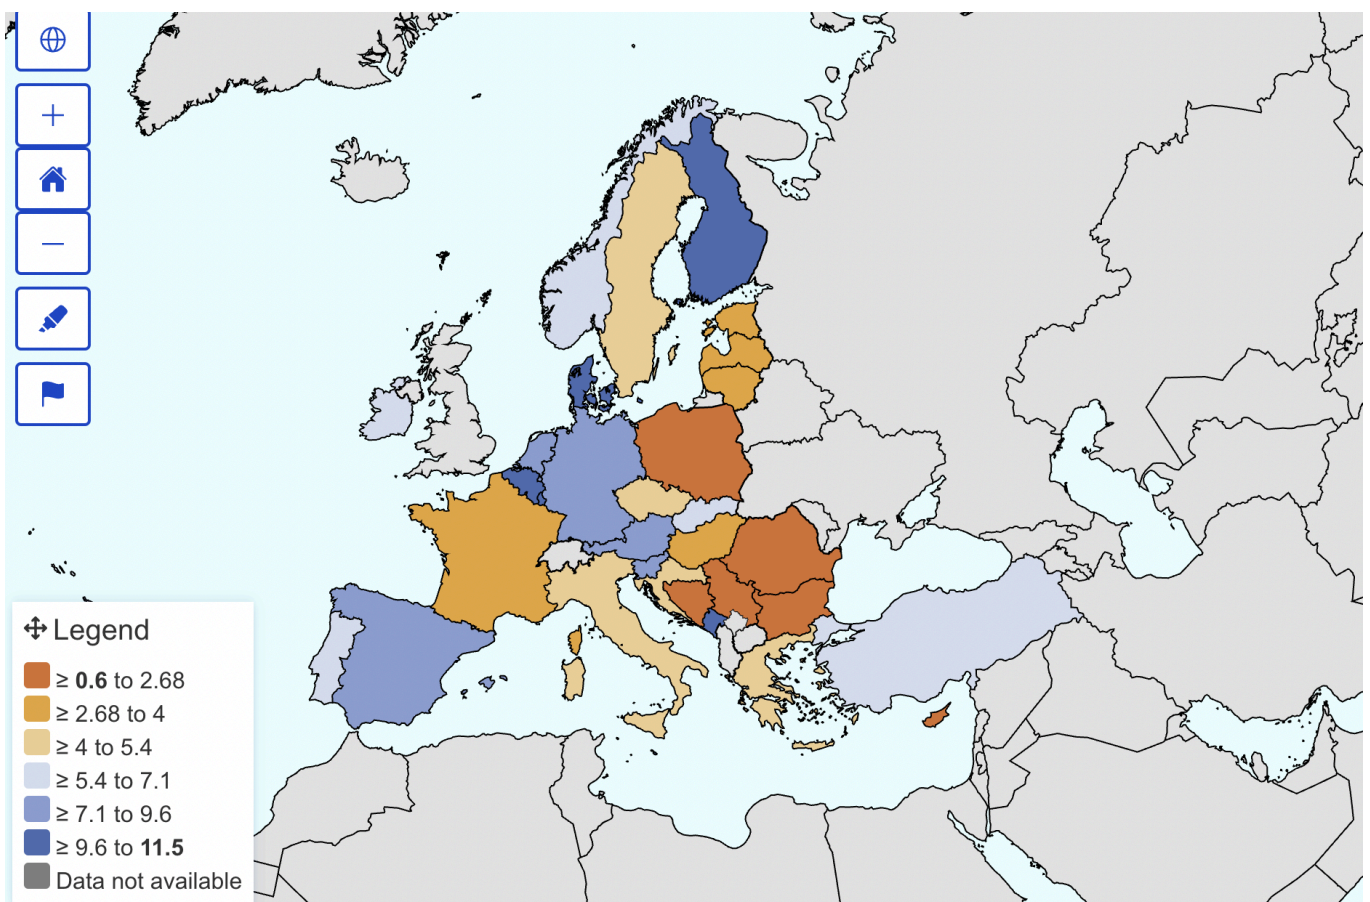 Legend
≥ 0.6 to 2.68
≥ 2.68 to 4
≥ 4 to 5.4
≥ 5.4 to 7.1
≥ 7.1 to 9.6
≥ 9.6 to 11.5
Data not available